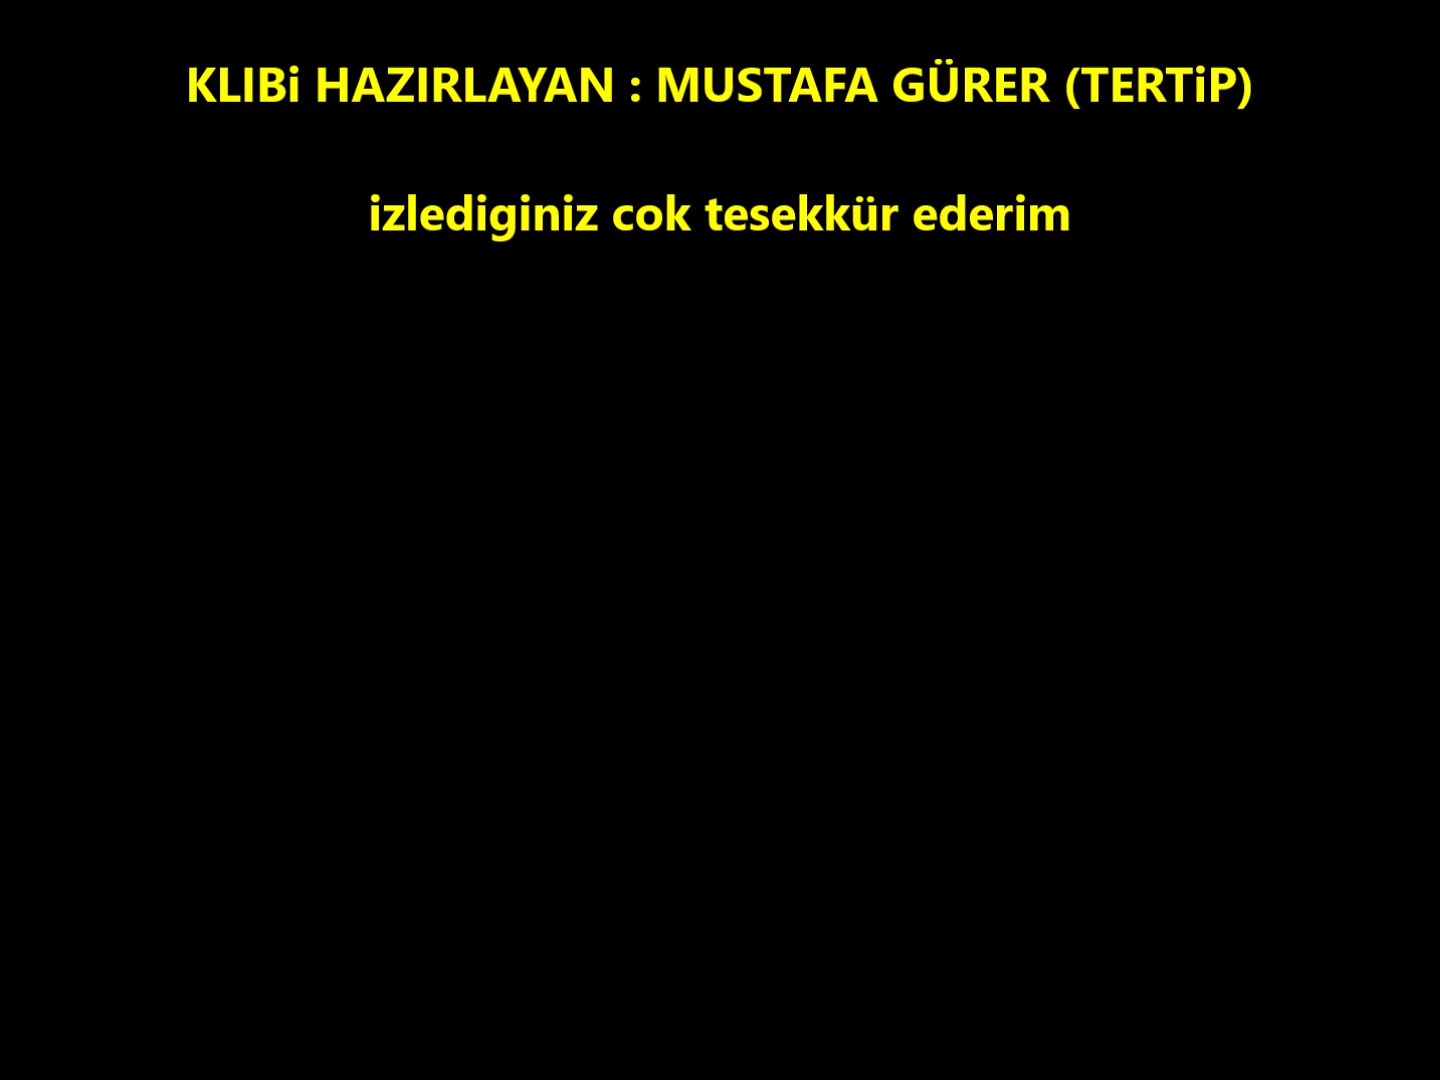 KLIBi HAZIRLAYAN : MUSTAFA GÜRER (TERTiP)
izlediginiz cok tesekkür ederim